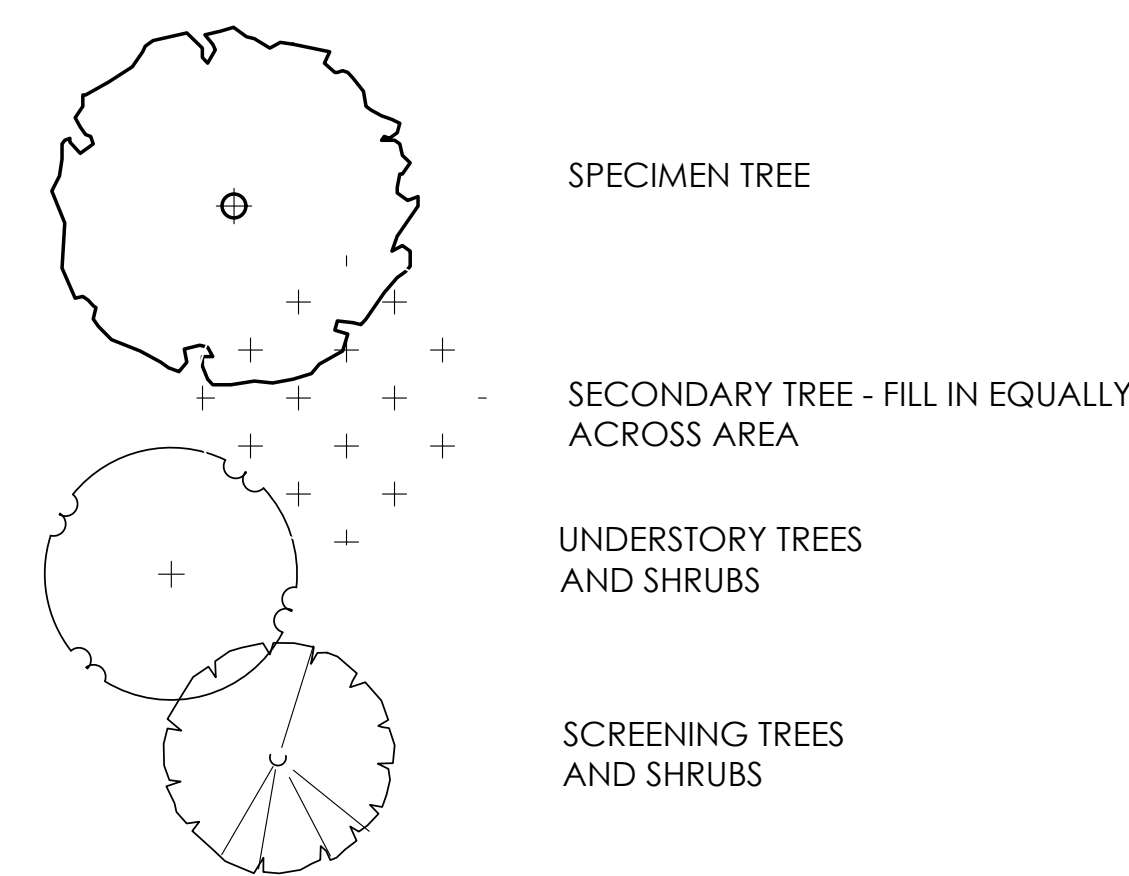 SPECIMEN TREE
SECONDARY TREE - FILL IN EQUALLY
ACROSS AREA
UNDERSTORY TREES
AND SHRUBS
SCREENING TREES
AND SHRUBS